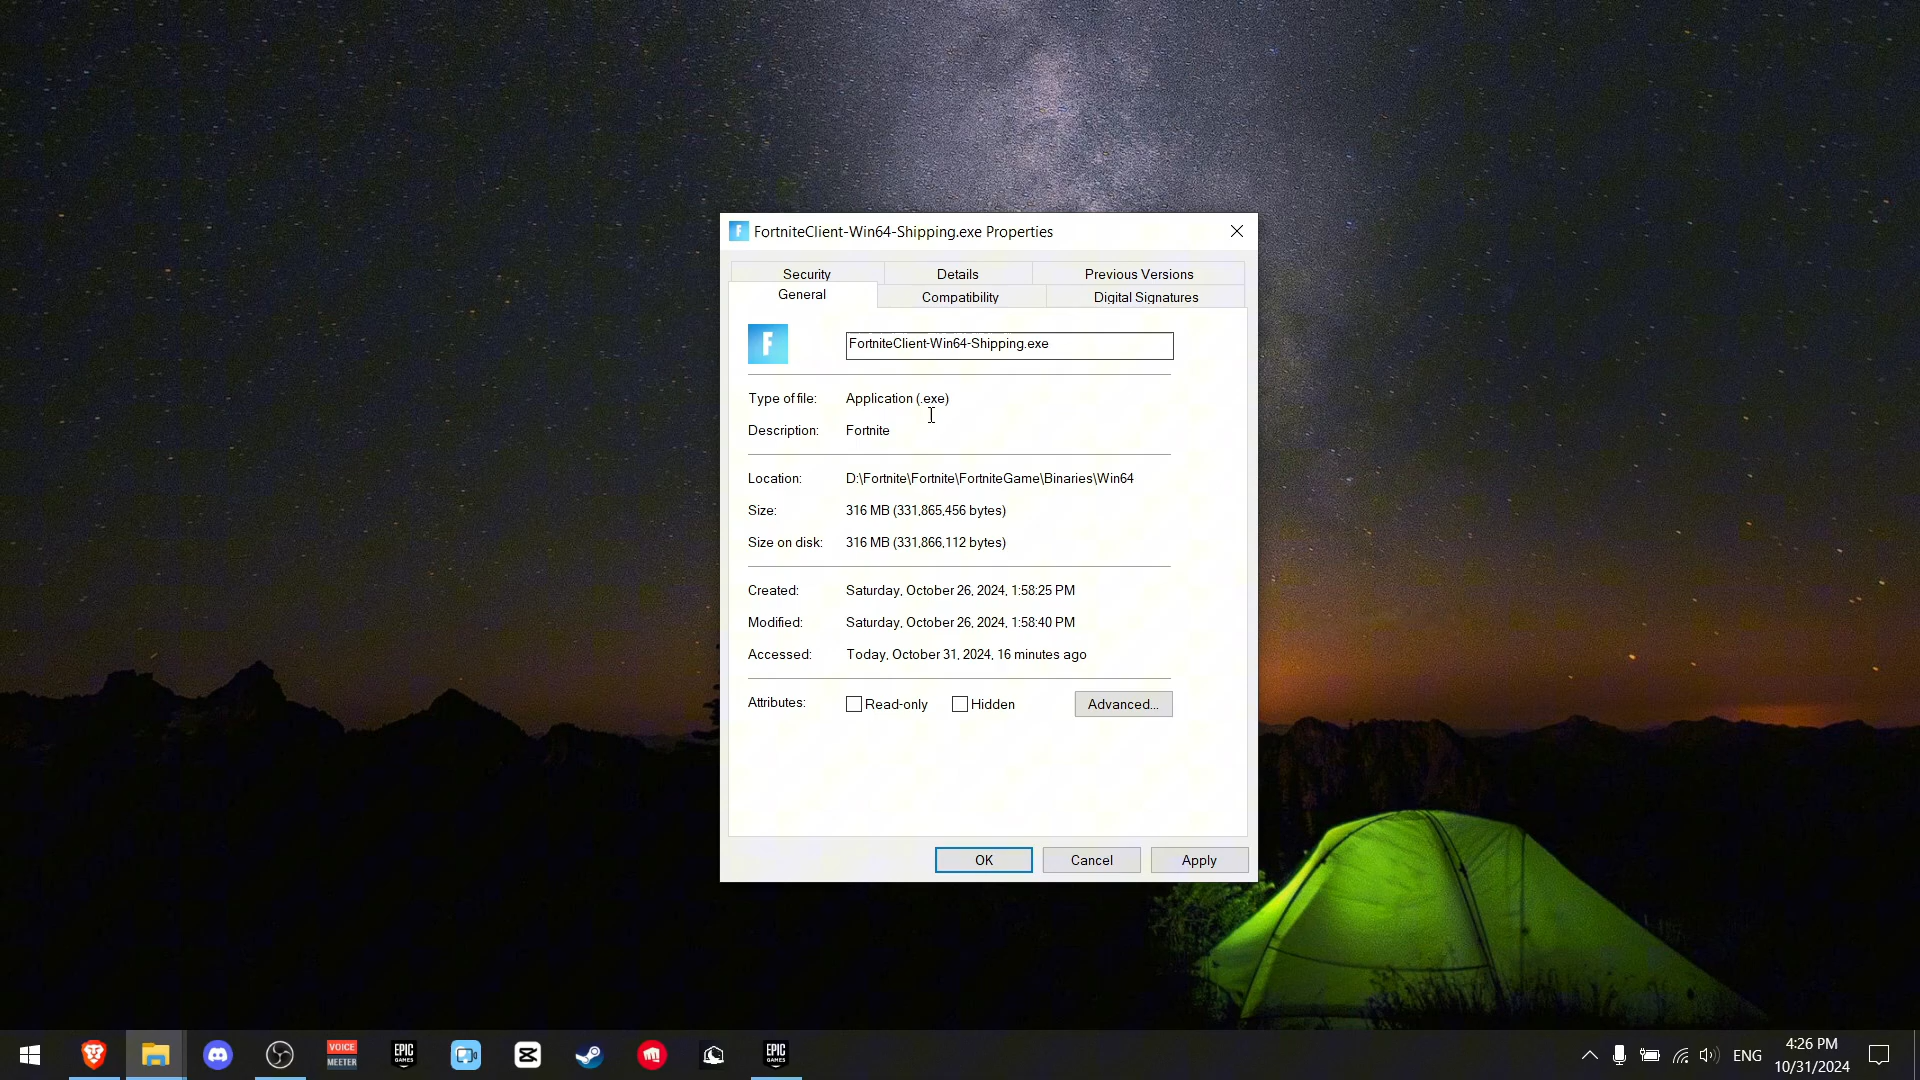 FortniteClient-Win64-Shipping.exe Properties
Security Details Previous Versions
General Compatibility Digital Signatures
F FortniteClient-Win64-Shipping.exe
Type of file: Application (.exe)
Description: Fortnite
Location: D:\Fortnite\Fortnite\FortniteGame\Binaries\Win64
Size: 316 MB (331,865,456 bytes)
Size on disk: 316 MB (331,866,112 bytes)
Created: Saturday, October 26, 2024, 1:58:25 PM
Modified: Saturday, October 26, 2024, 1:58:40 PM
Accessed: Today, October 31, 2024, 16 minutes ago
Attributes: Read-only Hidden Advanced...
OK Cancel Apply
VOICE
MEETER
EPIC
GAMES
EPIC
GAMES
ENG
4:26 PM
10/31/2024